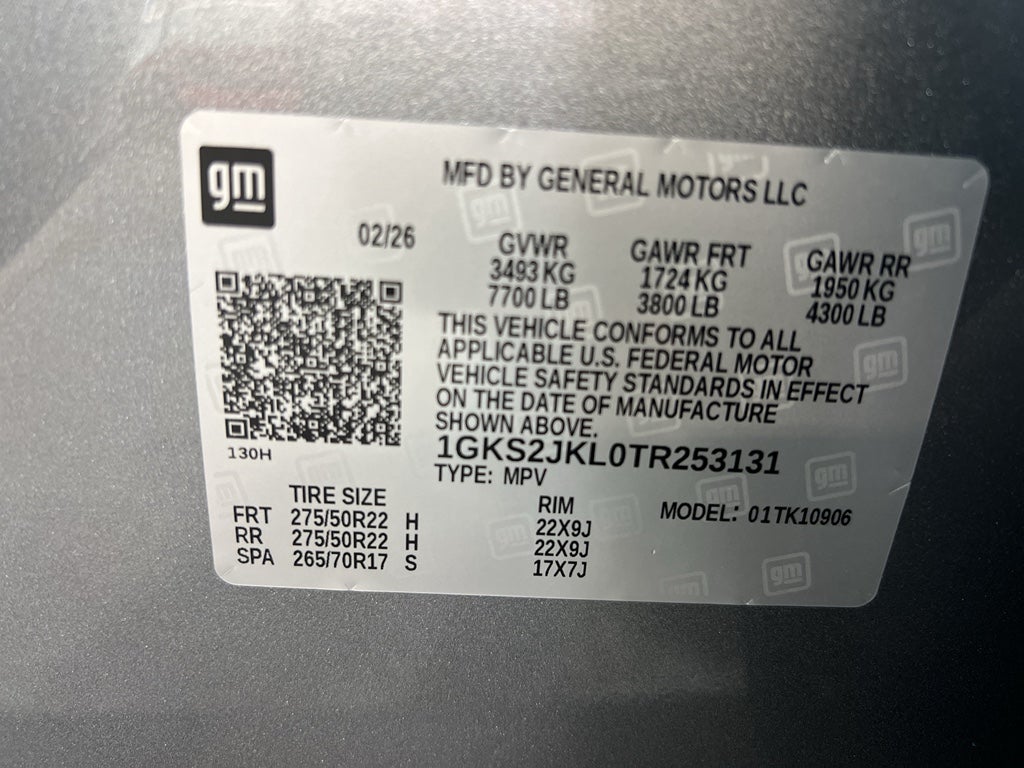 gm
MFD BY GENERAL MOTORS LLC
02/26
GVWR GAWR FRT GAWR RR
3493 KG 1724 KG 1950 KG
7700 LB 3800 LB 4300 LB
THIS VEHICLE CONFORMS TO ALL
APPLICABLE U.S. FEDERAL MOTOR
VEHICLE SAFETY STANDARDS IN EFFECT
ON THE DATE OF MANUFACTURE
SHOWN ABOVE.
130H
1GKS2JKL0TR253131
TYPE: MPV
TIRE SIZE RIM MODEL: 01TK10906
FRT 275/50R22 H 22X9J
RR 275/50R22 H 22X9J
SPA 265/70R17 S 17X7J